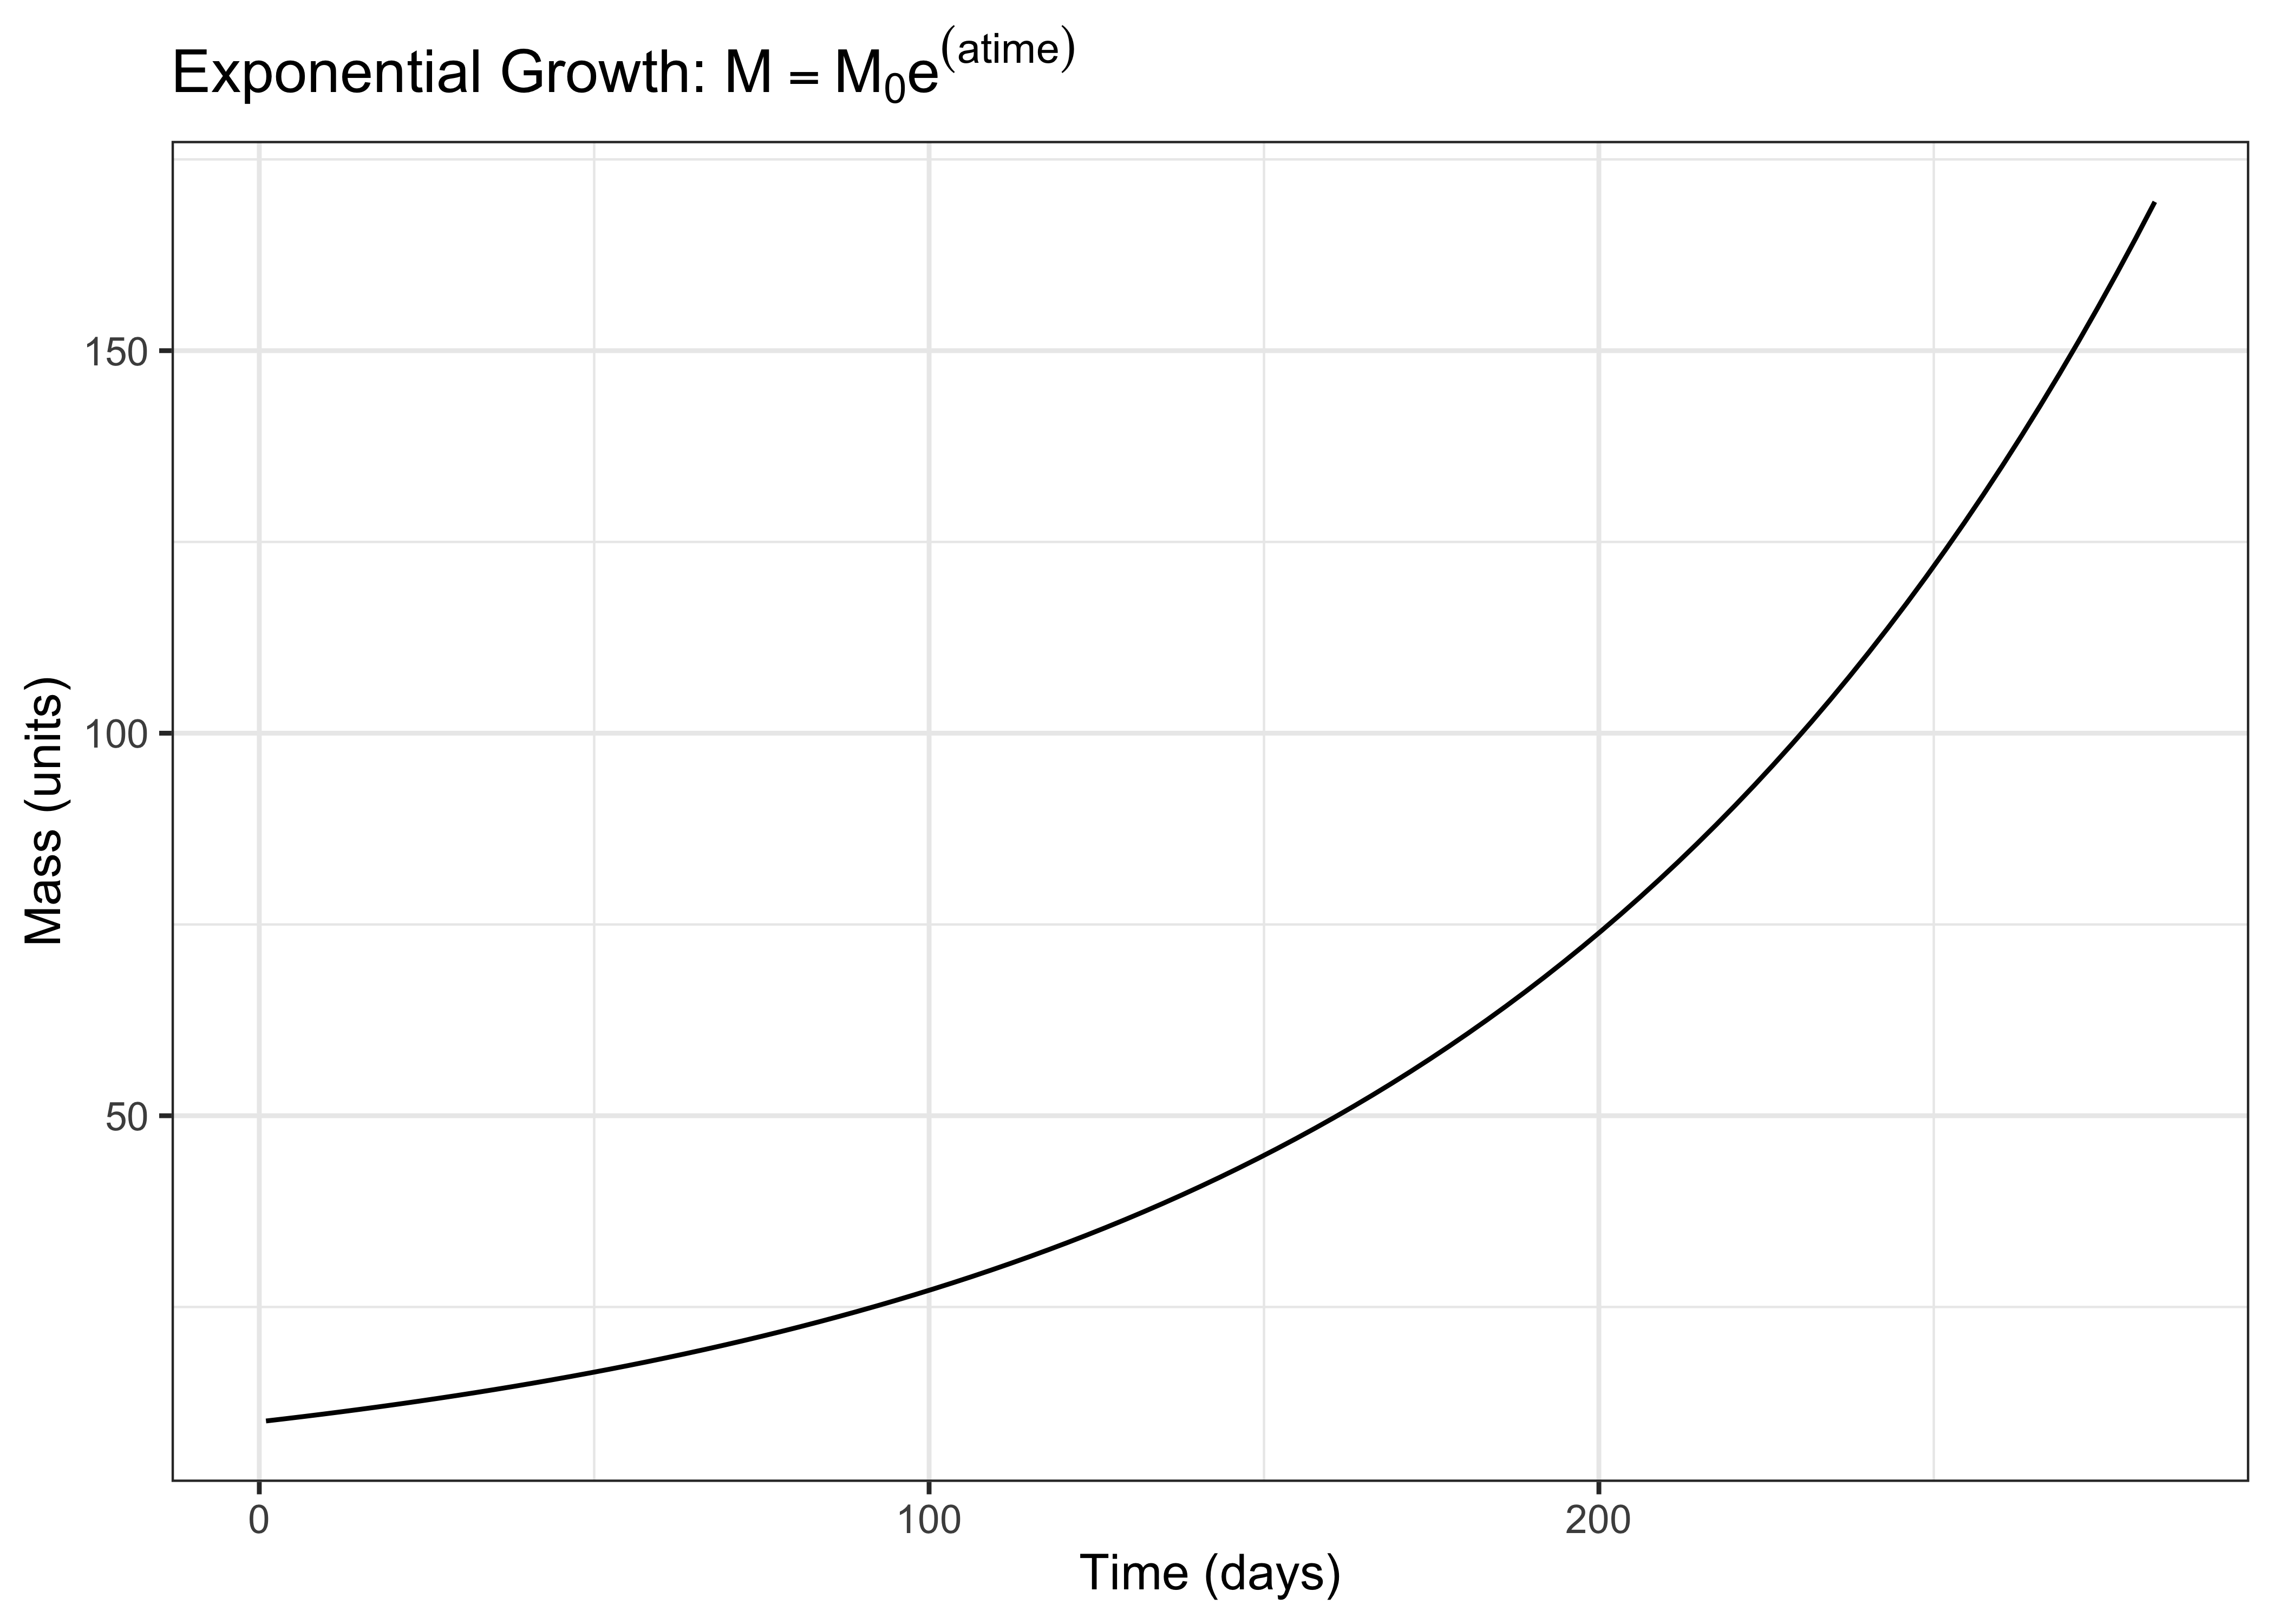 Exponential Growth: M = M₀e⁽ᵃᵗⁱᵐᵉ⁾
150
100
50
Mass (units)
0 100 200
Time (days)